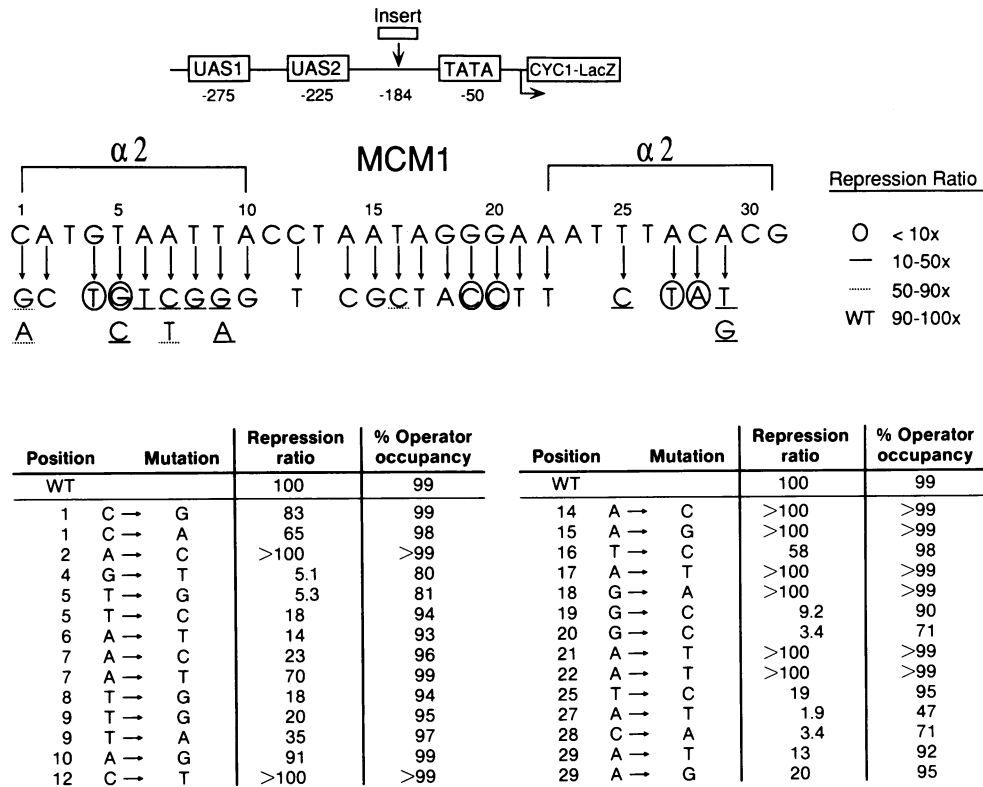 Insert
UAS1 UAS2 TATA CYC1-LacZ
-275 -225 -184 -50
α2 MCM1 α2
Repression Ratio
1 5 10 15 20 25 30
C A T G T A A T T A C C T A A T A G G G A A A T T T A C A C G
O < 10x
— 10-50x
G C T G T C G G G T C G C T A C C T T C T A T
50-90x
A C T A G
WT 90-100x
Position Mutation Repression ratio % Operator occupancy
WT 100 99
1 C → G 83 99
1 C → A 65 98
2 A → C >100 >99
4 G → T 5.1 80
5 T → G 5.3 81
5 T → C 18 94
6 A → T 14 93
7 A → C 23 96
7 A → T 70 99
8 T → G 18 94
9 T → G 20 95
9 T → A 35 97
10 A → G 91 99
12 C → T >100 >99
Position Mutation Repression ratio % Operator occupancy
WT 100 99
14 A → C >100 >99
15 A → G >100 >99
16 T → C 58 98
17 A → T >100 >99
18 G → A >100 >99
19 G → C 9.2 90
20 G → C 3.4 71
21 A → T >100 >99
22 A → T >100 >99
25 T → C 19 95
27 A → T 1.9 47
28 C → A 3.4 71
29 A → T 13 92
29 A → G 20 95